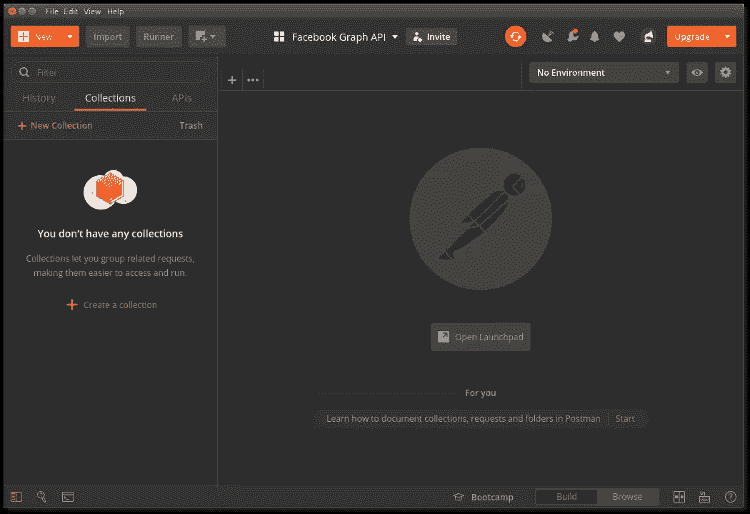 File Edit View Help
New Import Runner Facebook Graph API Invite Upgrade
Filter
No Environment
History Collections APIs
New Collection Trash
You don't have any collections
Collections let you group related requests,
making them easier to access and run.
Create a collection
Open Launchpad
For you
Learn how to document collections, requests and folders in Postman Start
Bootcamp Build Browse